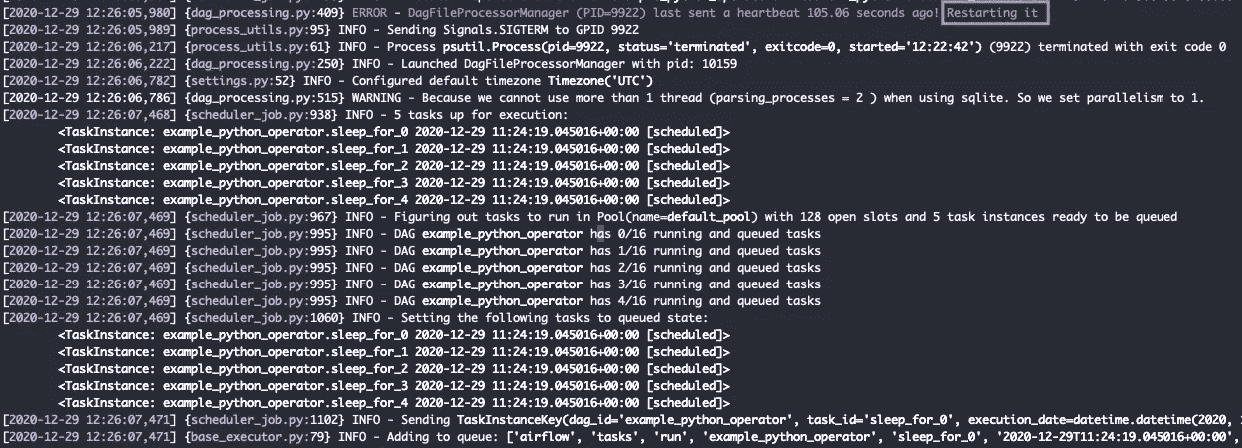 [2020-12-29 12:26:05,980] {dag_processing.py:409} ERROR - DagFileProcessorManager (PID=9922) last sent a heartbeat 105.06 seconds ago! Restarting it
[2020-12-29 12:26:05,989] {process_utils.py:95} INFO - Sending Signals.SIGTERM to GPID 9922
[2020-12-29 12:26:06,217] {process_utils.py:61} INFO - Process psutil.Process(pid=9922, status='terminated', exitcode=0, started='12:22:42') (9922) terminated with exit code 0
[2020-12-29 12:26:06,222] {dag_processing.py:250} INFO - Launched DagFileProcessorManager with pid: 10159
[2020-12-29 12:26:06,782] {settings.py:52} INFO - Configured default timezone Timezone('UTC')
[2020-12-29 12:26:06,786] {dag_processing.py:515} WARNING - Because we cannot use more than 1 thread (parsing_processes = 2 ) when using sqlite. So we set parallelism to 1.
[2020-12-29 12:26:07,468] {scheduler_job.py:938} INFO - 5 tasks up for execution:
<TaskInstance: example_python_operator.sleep_for_0 2020-12-29 11:24:19.045016+00:00 [scheduled]>
<TaskInstance: example_python_operator.sleep_for_1 2020-12-29 11:24:19.045016+00:00 [scheduled]>
<TaskInstance: example_python_operator.sleep_for_2 2020-12-29 11:24:19.045016+00:00 [scheduled]>
<TaskInstance: example_python_operator.sleep_for_3 2020-12-29 11:24:19.045016+00:00 [scheduled]>
<TaskInstance: example_python_operator.sleep_for_4 2020-12-29 11:24:19.045016+00:00 [scheduled]>
[2020-12-29 12:26:07,469] {scheduler_job.py:967} INFO - Figuring out tasks to run in Pool(name=default_pool) with 128 open slots and 5 task instances ready to be queued
[2020-12-29 12:26:07,469] {scheduler_job.py:995} INFO - DAG example_python_operator has 0/16 running and queued tasks
[2020-12-29 12:26:07,469] {scheduler_job.py:995} INFO - DAG example_python_operator has 1/16 running and queued tasks
[2020-12-29 12:26:07,469] {scheduler_job.py:995} INFO - DAG example_python_operator has 2/16 running and queued tasks
[2020-12-29 12:26:07,469] {scheduler_job.py:995} INFO - DAG example_python_operator has 3/16 running and queued tasks
[2020-12-29 12:26:07,469] {scheduler_job.py:995} INFO - DAG example_python_operator has 4/16 running and queued tasks
[2020-12-29 12:26:07,469] {scheduler_job.py:1060} INFO - Setting the following tasks to queued state:
<TaskInstance: example_python_operator.sleep_for_0 2020-12-29 11:24:19.045016+00:00 [scheduled]>
<TaskInstance: example_python_operator.sleep_for_1 2020-12-29 11:24:19.045016+00:00 [scheduled]>
<TaskInstance: example_python_operator.sleep_for_2 2020-12-29 11:24:19.045016+00:00 [scheduled]>
<TaskInstance: example_python_operator.sleep_for_3 2020-12-29 11:24:19.045016+00:00 [scheduled]>
<TaskInstance: example_python_operator.sleep_for_4 2020-12-29 11:24:19.045016+00:00 [scheduled]>
[2020-12-29 12:26:07,471] {scheduler_job.py:1102} INFO - Sending TaskInstanceKey(dag_id='example_python_operator', task_id='sleep_for_0', execution_date=datetime.datetime(2020,
[2020-12-29 12:26:07,471] {base_executor.py:79} INFO - Adding to queue: ['airflow', 'tasks', 'run', 'example_python_operator', 'sleep_for_0', '2020-12-29T11:24:19.045016+00:00'